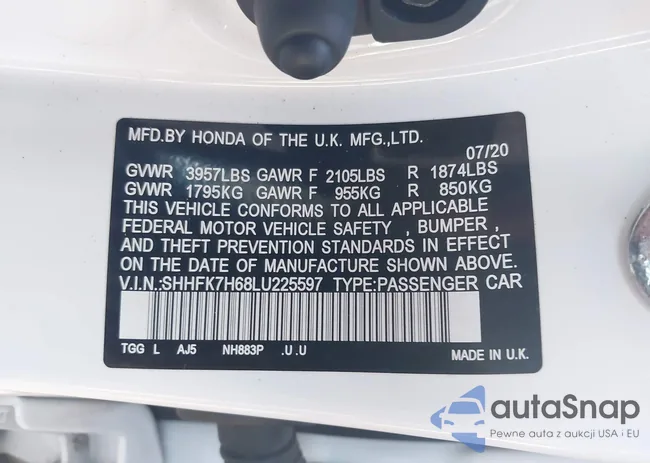 MFD.BY HONDA OF THE U.K. MFG.,LTD.
07/20
GVWR 3957LBS GAWR F 2105LBS R 1874LBS
GVWR 1795KG GAWR F 955KG R 850KG
THIS VEHICLE CONFORMS TO ALL APPLICABLE
FEDERAL MOTOR VEHICLE SAFETY , BUMPER ,
AND THEFT PREVENTION STANDARDS IN EFFECT
ON THE DATE OF MANUFACTURE SHOWN ABOVE.
V.I.N.:SHHFK7H68LU225597 TYPE:PASSENGER CAR
TGG L AJ5 NH883P .U.U MADE IN U.K.
autaSnap
Pewne auta z aukcji USA i EU